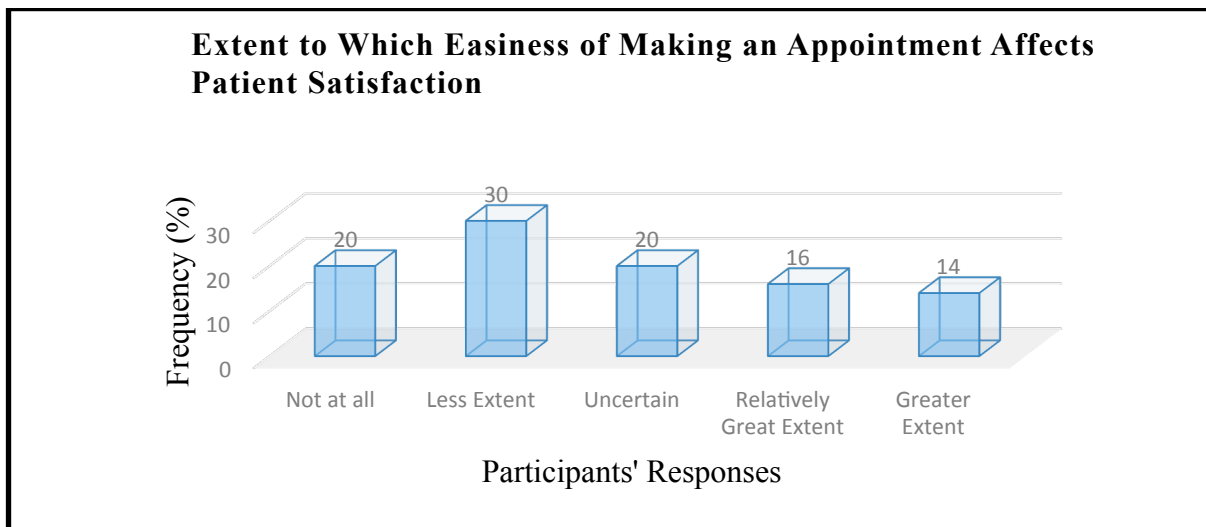 Extent to Which Easiness of Making an Appointment Affects
Patient Satisfaction
Frequency (%)
30
20
10
0
20
30
20
16
14
Not at all
Less Extent
Uncertain
Relatively
Great Extent
Greater
Extent
Participants' Responses